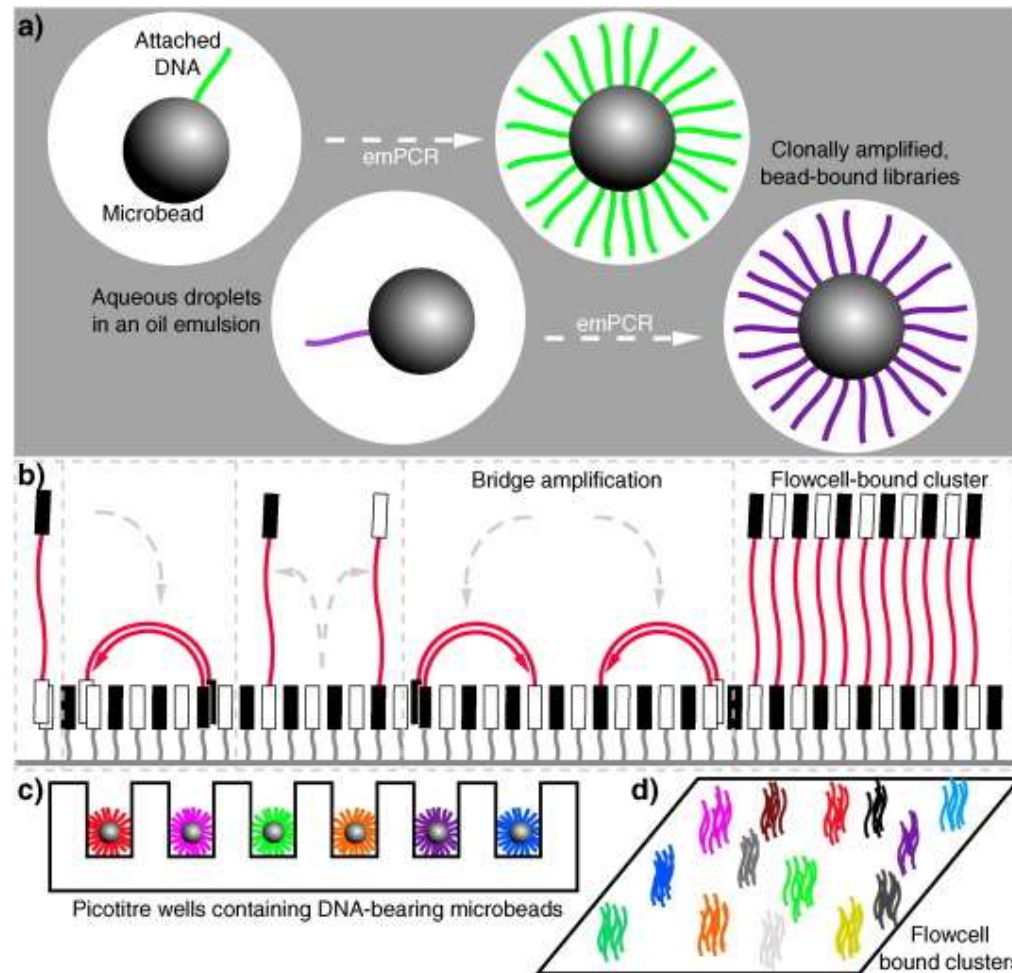 a)
Attached
DNA
emPCR
Microbead
Clonally amplified,
bead-bound libraries
Aqueous droplets
in an oil emulsion
emPCR
b)
Bridge amplification
Flowcell-bound cluster
c)
Picotitre wells containing DNA-bearing microbeads
d)
Flowcell
bound clusters